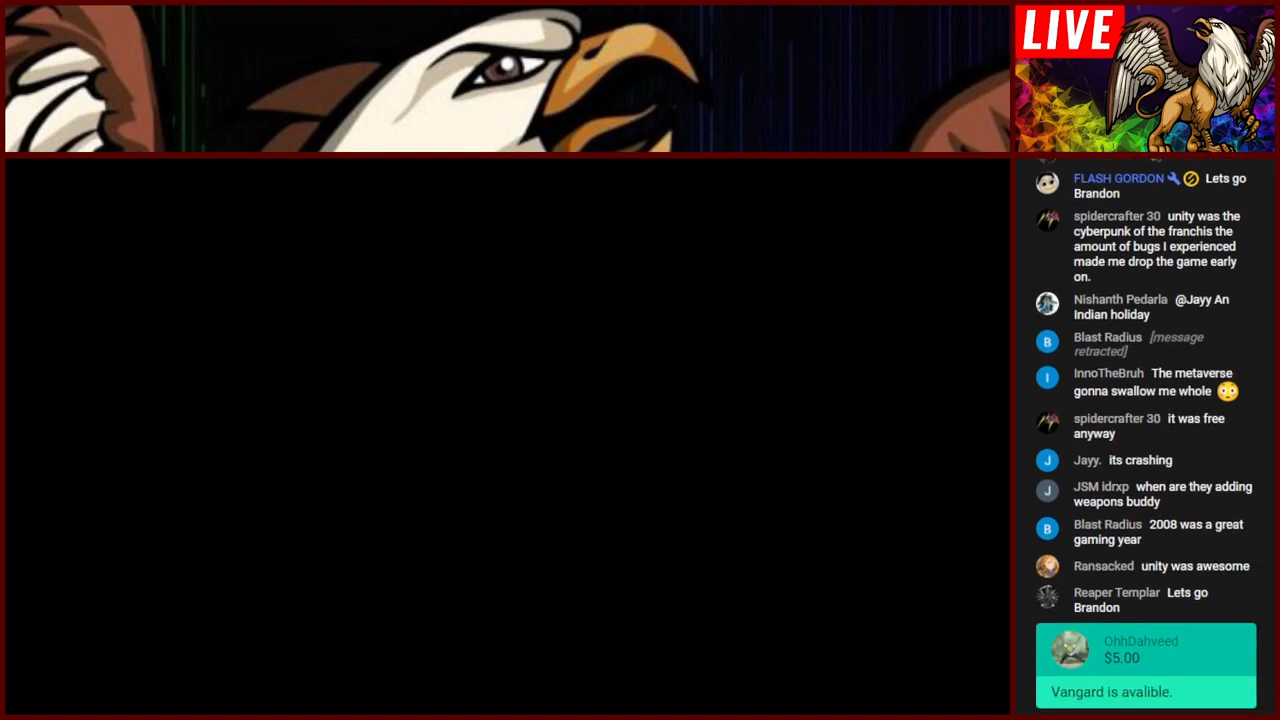 LIVE
FLASH GORDON Lets go
Brandon
spidercrafter 30 unity was the
cyberpunk of the franchis the
amount of bugs I experienced
made me drop the game early
on.
Nishanth Pedarla @Jayy An
Indian holiday
Blast Radius [message
retracted]
InnoTheBruh The metaverse
gonna swallow me whole 😳
spidercrafter 30 it was free
anyway
Jayy. its crashing
JSM idrxp when are they adding
weapons buddy
Blast Radius 2008 was a great
gaming year
Ransacked unity was awesome
Reaper Templar Lets go
Brandon
OhhDahveed
$5.00
Vangard is avalible.